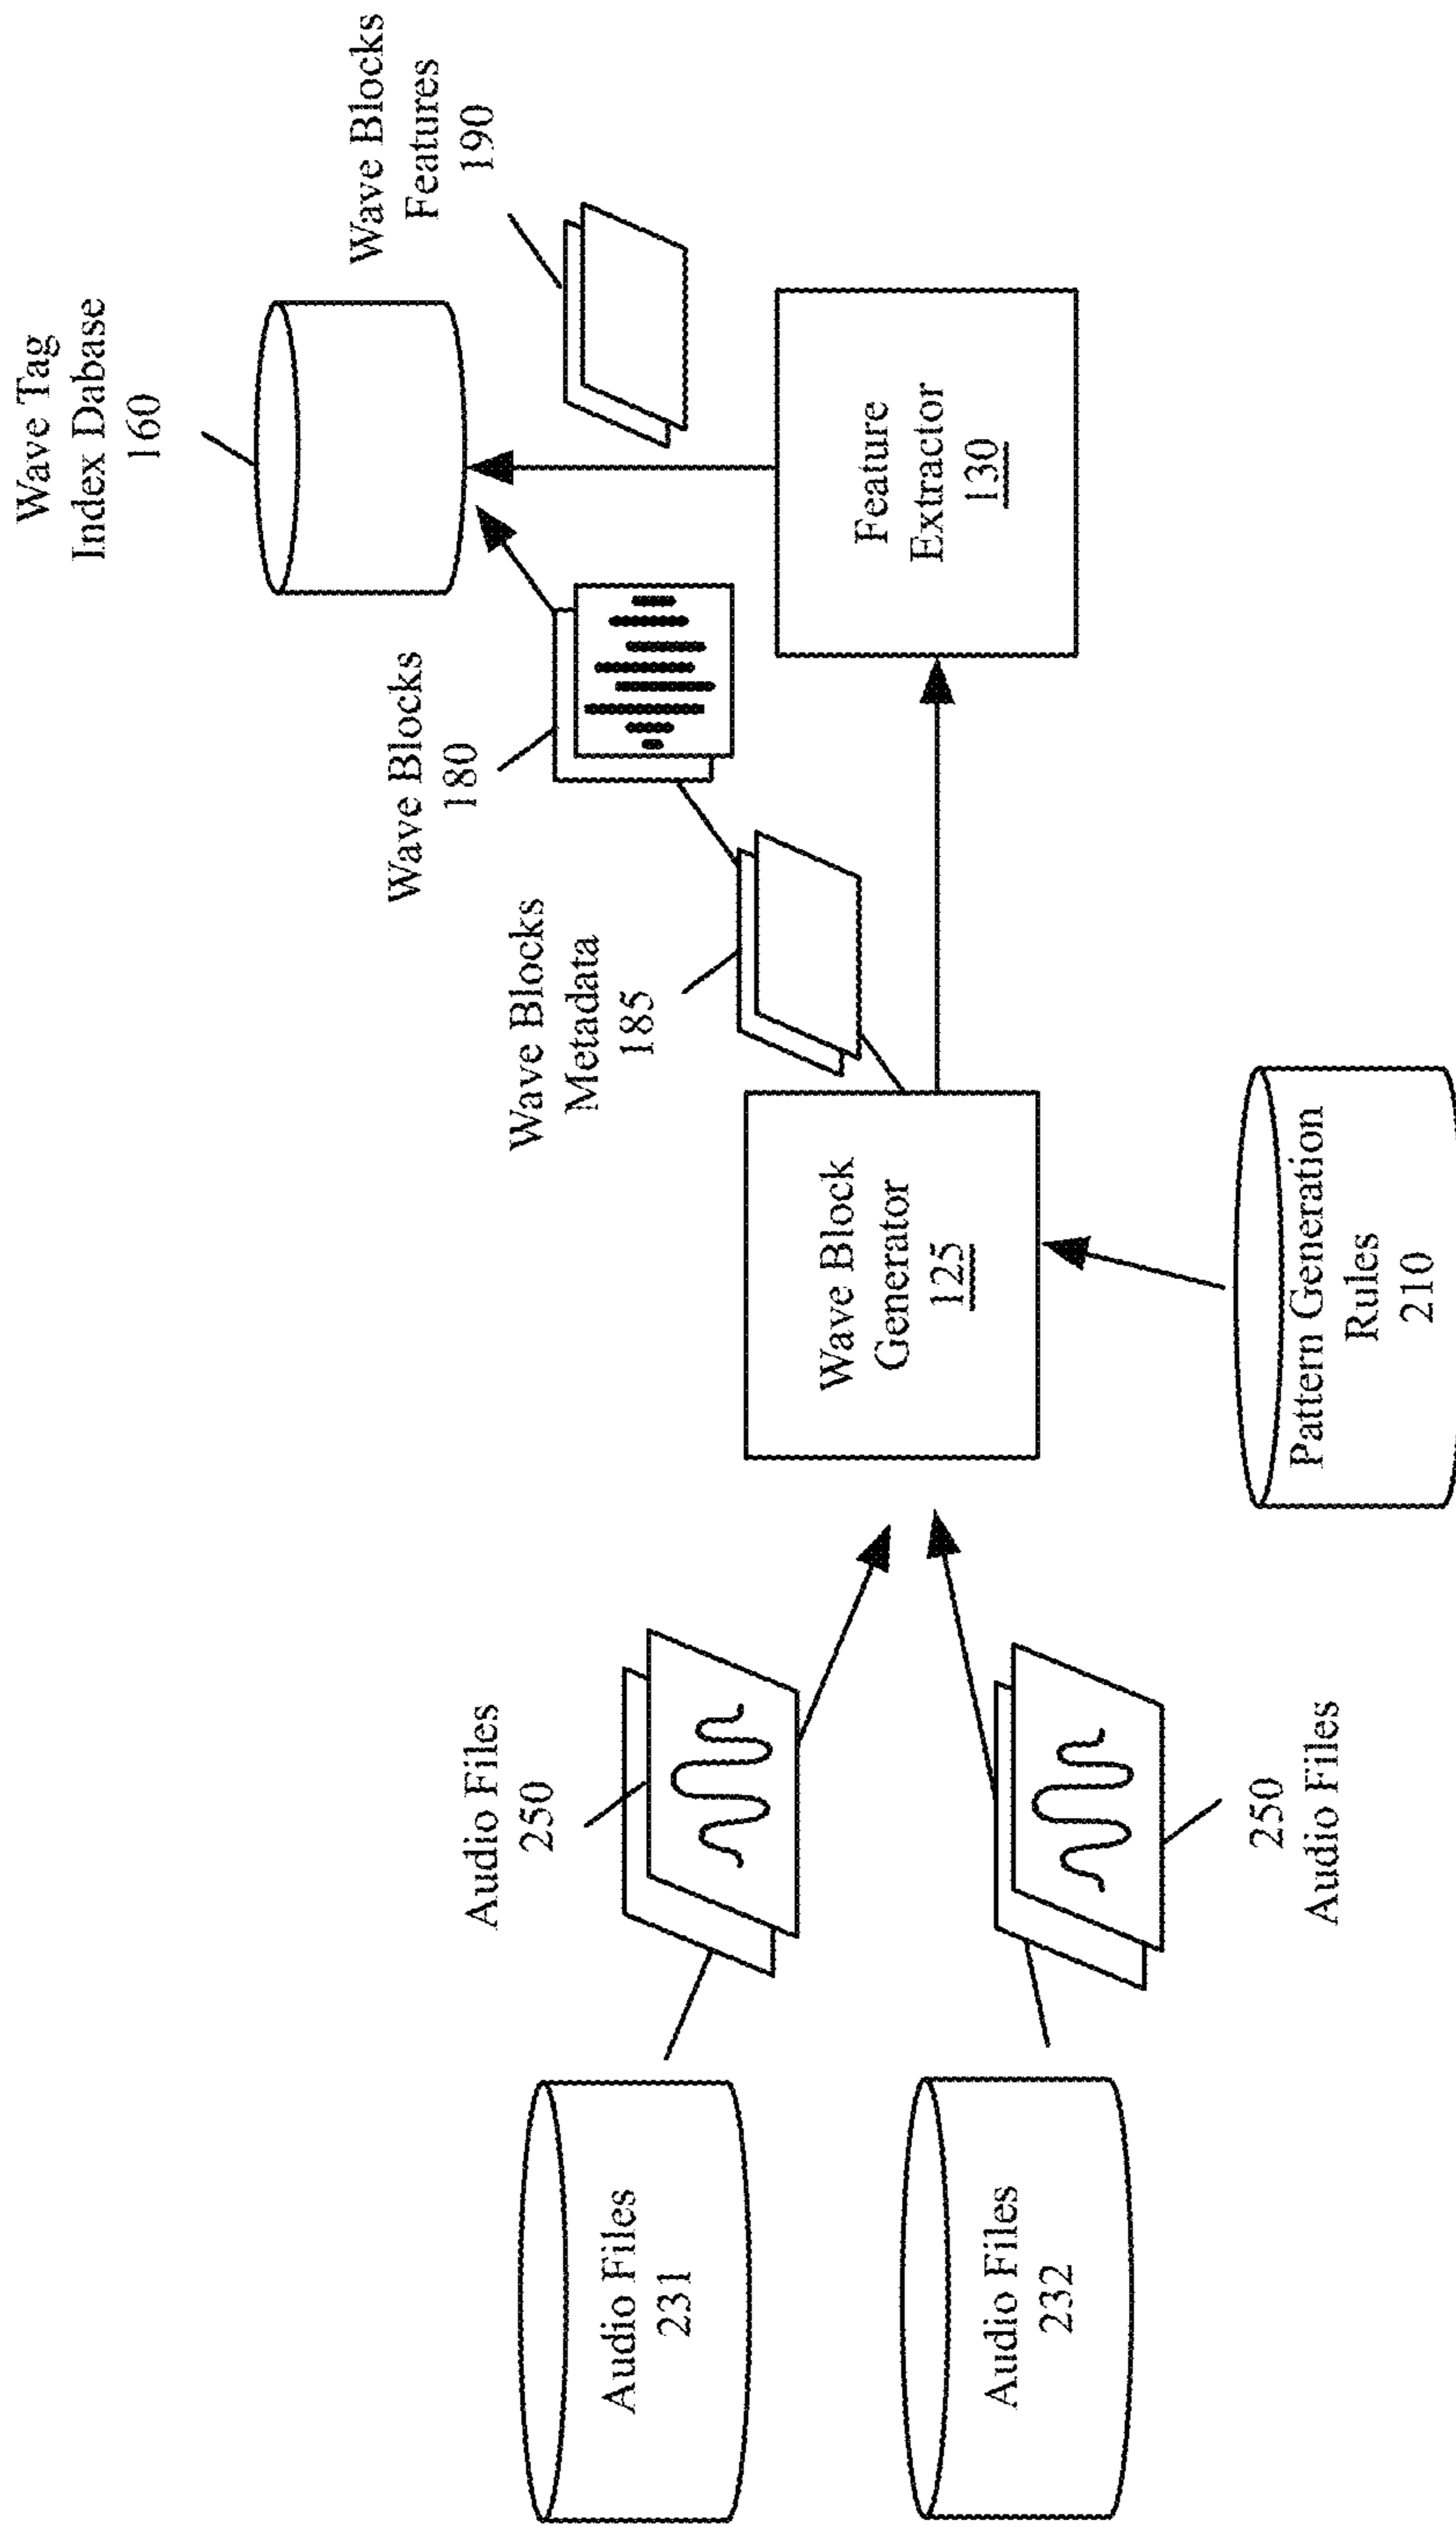 Wave Tag
Index Dabase
160
Wave Blocks
Features
190
Wave Blocks
180
Wave Blocks
Metadata
185
Feature
Extractor
130
Audio Files
250
Wave Block
Generator
125
Audio Files
231
Audio Files
232
250
Audio Files
Pattern Generation
Rules
210